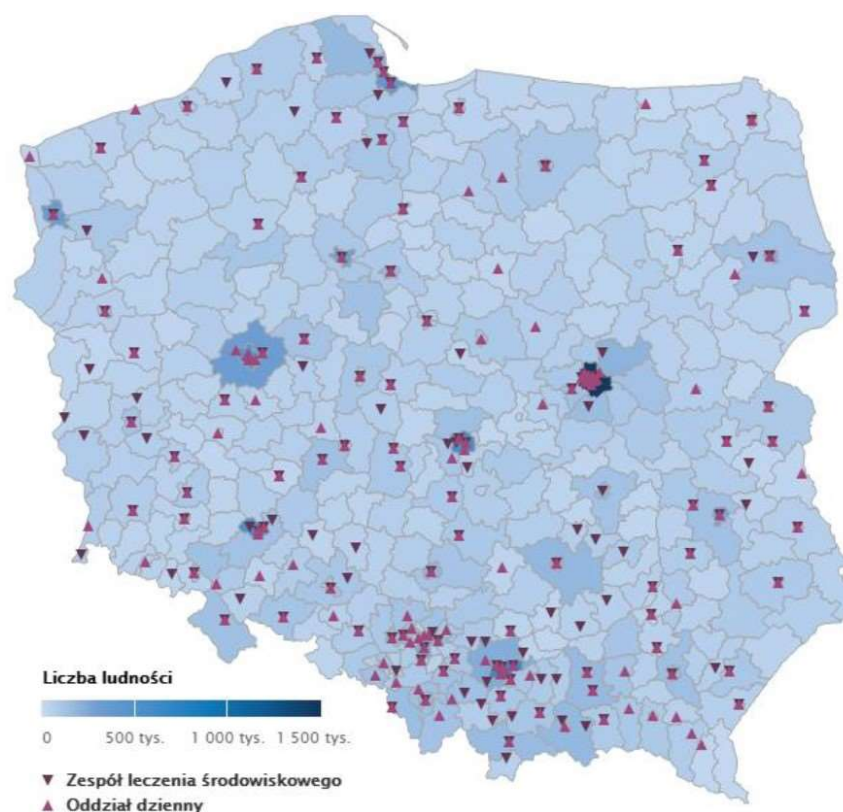 Liczba ludności
0 500 tys. 1 000 tys. 1 500 tys.
Zespół leczenia środowiskowego
Oddział dzienny